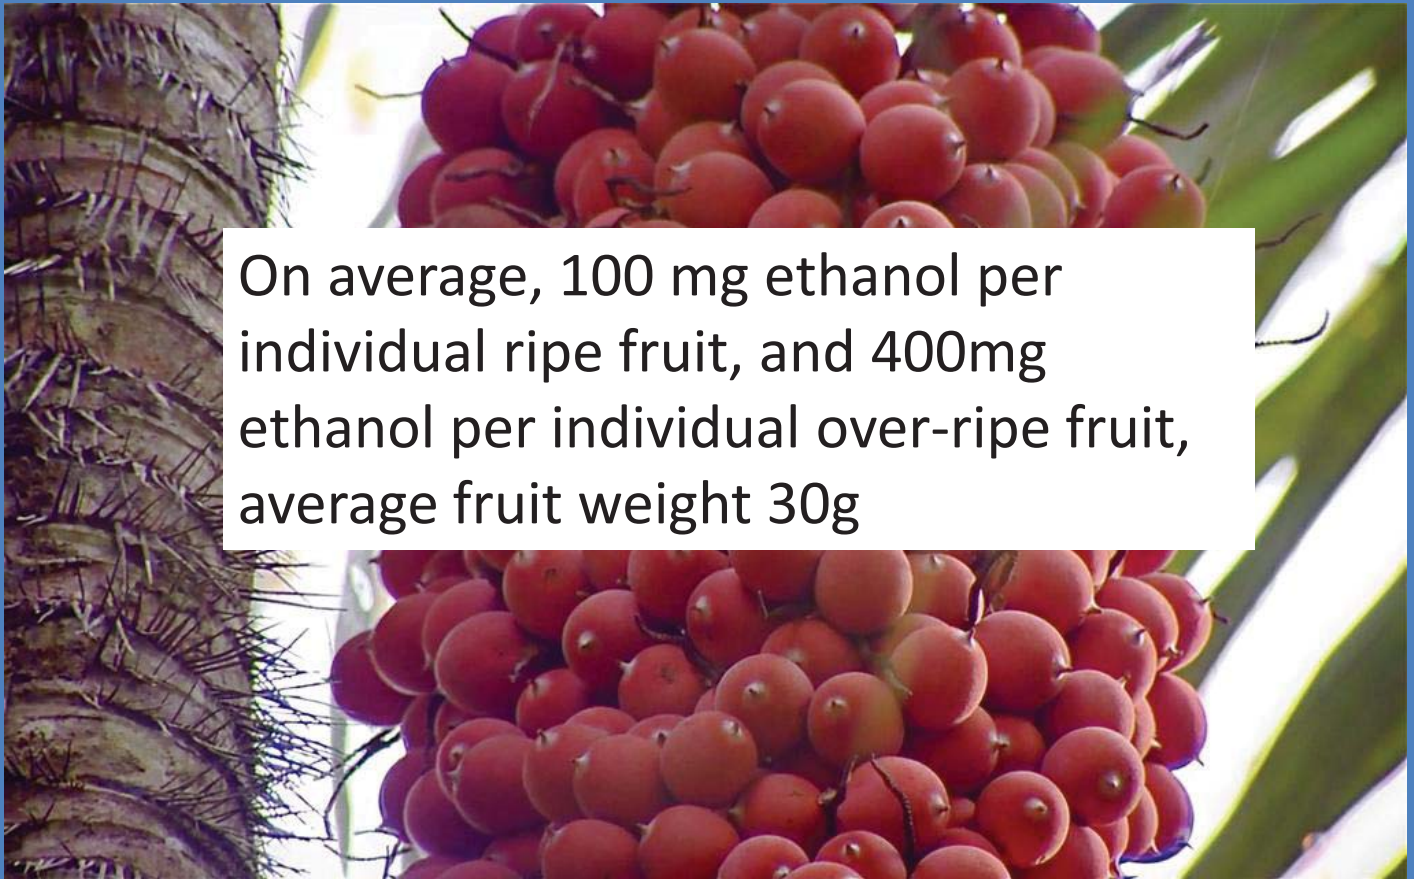 On average, 100 mg ethanol per
individual ripe fruit, and 400mg
ethanol per individual over-ripe fruit,
average fruit weight 30g